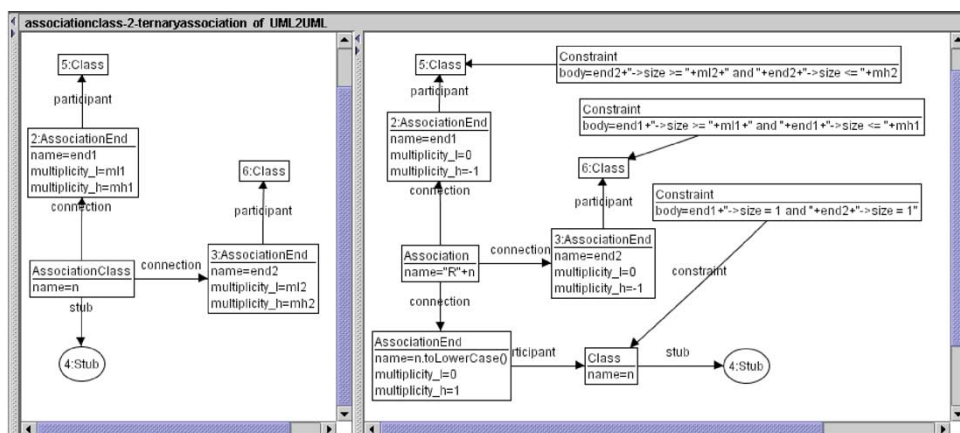 associationclass-2-ternaryassociation of UML2UML
5:Class
participant
2:AssociationEnd
name=end1
multiplicity_l=ml1
multiplicity_h=mh1
connection
6:Class
participant
AssociationClass
name=n
connection
3:AssociationEnd
name=end2
multiplicity_l=ml2
multiplicity_h=mh2
stub
4:Stub
5:Class
Constraint
body=end2+"->size >= "+ml2+" and "+end2+"->size <= "+mh2
participant
Constraint
body=end1+"->size >= "+ml1+" and "+end1+"->size <= "+mh1
2:AssociationEnd
name=end1
multiplicity_l=0
multiplicity_h=-1
connection
6:Class
participant
Constraint
body=end1+"->size = 1 and "+end2+"->size = 1"
Association
name="R"+n
connection
3:AssociationEnd
name=end2
multiplicity_l=0
multiplicity_h=-1
constraint
connection
AssociationEnd
name=n.toLowerCase()
multiplicity_l=0
multiplicity_h=1
rticipant
Class
name=n
stub
4:Stub